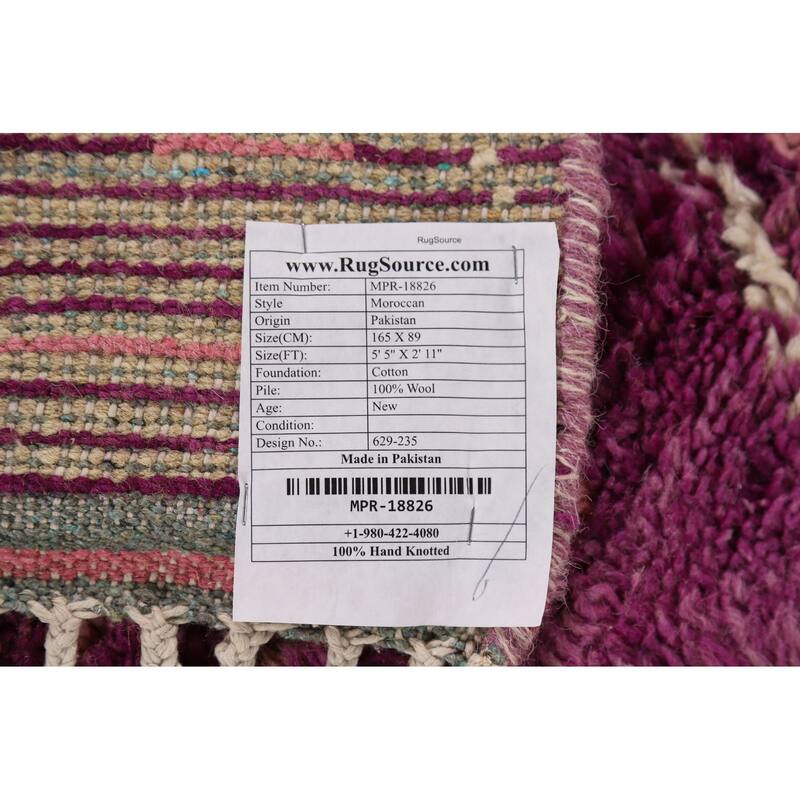 RugSource
www.RugSource.com
Item Number: MPR-18826
Style Moroccan
Origin Pakistan
Size(CM): 165 X 89
Size(FT): 5' 5" X 2' 11"
Foundation: Cotton
Pile: 100% Wool
Age: New
Condition:
Design No.: 629-235
Made in Pakistan
MPR-18826
+1-980-422-4080
100% Hand Knotted